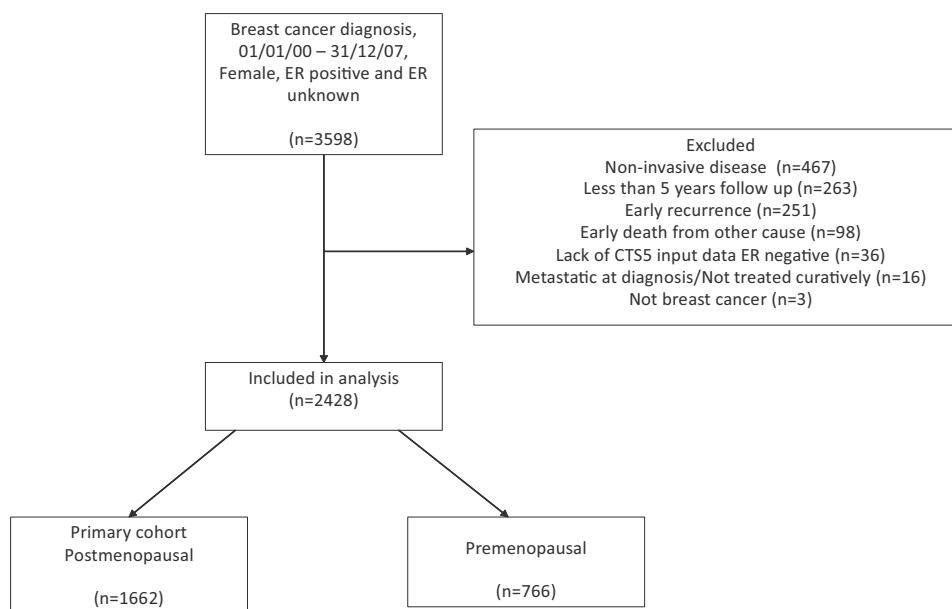 Breast cancer diagnosis,
01/01/00 – 31/12/07,
Female, ER positive and ER
unknown
(n=3598)
Excluded
Non-invasive disease (n=467)
Less than 5 years follow up (n=263)
Early recurrence (n=251)
Early death from other cause (n=98)
Lack of CTS5 input data ER negative (n=36)
Metastatic at diagnosis/Not treated curatively (n=16)
Not breast cancer (n=3)
Included in analysis
(n=2428)
Primary cohort
Postmenopausal
(n=1662)
Premenopausal
(n=766)